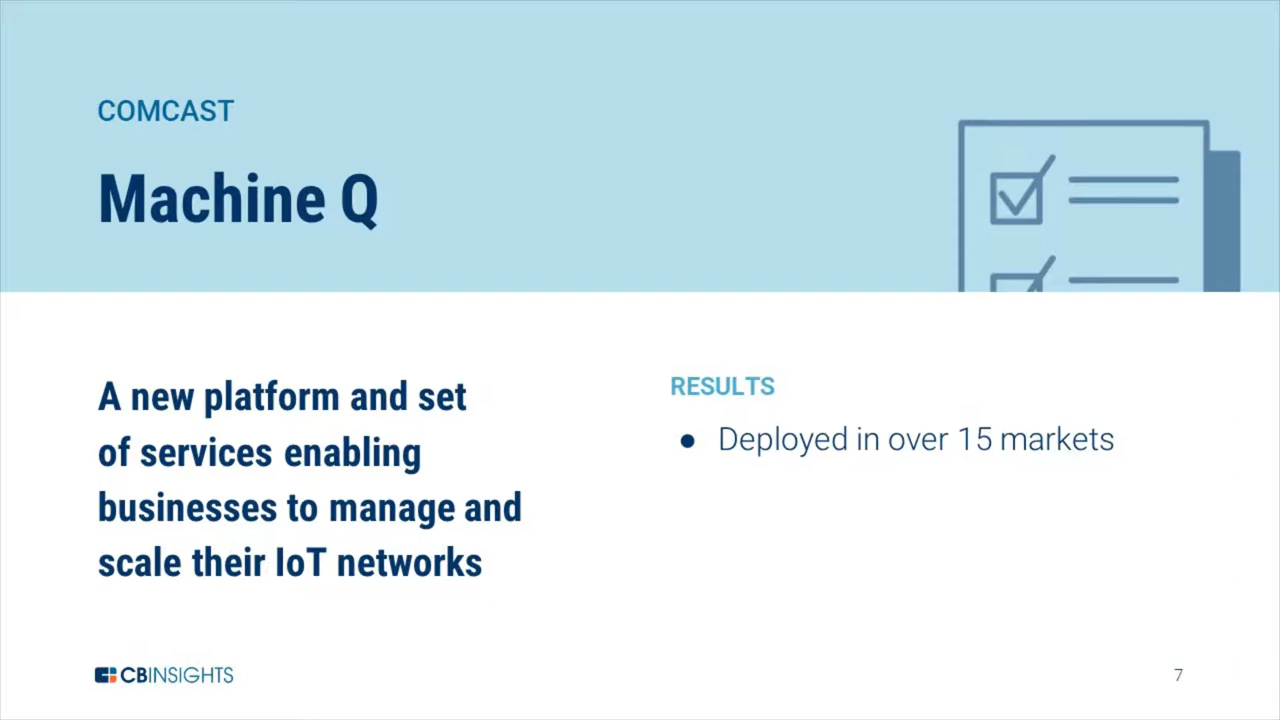 COMCAST
Machine Q
A new platform and set
of services enabling
businesses to manage and
scale their IoT networks
RESULTS
● Deployed in over 15 markets
CBINSIGHTS
7